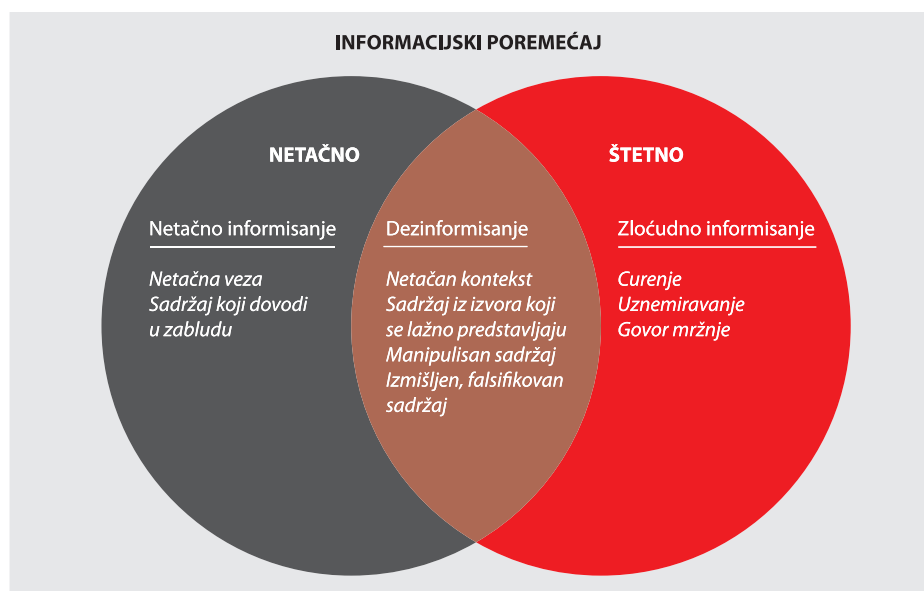 INFORMACIJSKI POREMEĆAJ
NETAČNO
ŠTETNO
Netačno informisanje
Netačna veza
Sadržaj koji dovodi
u zabludu
Dezinformisanje
Netačan kontekst
Sadržaj iz izvora koji
se lažno predstavljaju
Manipulisan sadržaj
Izmišljen, falsifikovan
sadržaj
Zloćudno informisanje
Curenje
Uznemiravanje
Govor mržnje